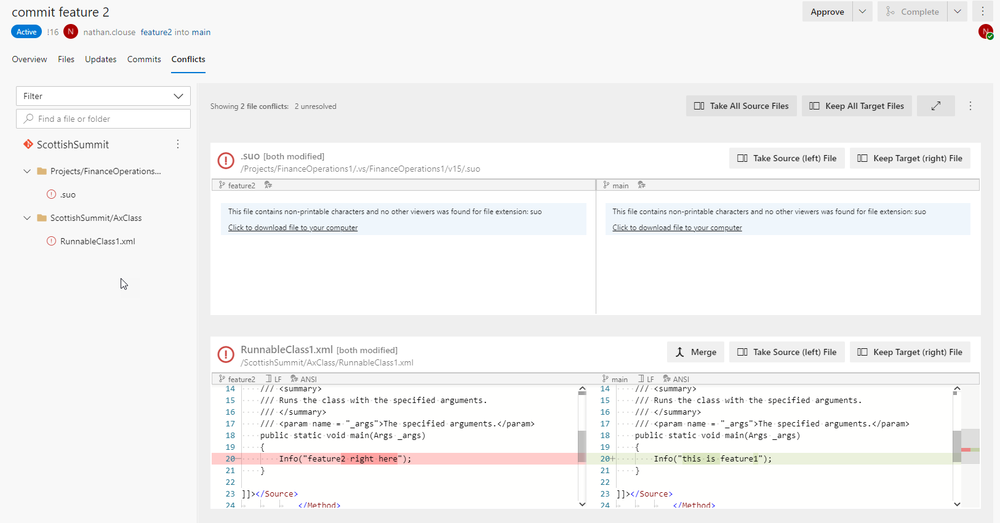 commit feature 2
Approve
Complete
Active !16 N nathan.clouse feature2 into main
N
Overview Files Updates Commits Conflicts
Filter
Find a file or folder
ScottishSummit
Projects/FinanceOperations...
.suo
ScottishSummit/AxClass
RunnableClass1.xml
Showing 2 file conflicts: 2 unresolved
Take All Source Files
Keep All Target Files
.suo [both modified]
/Projects/FinanceOperations1/.vs/FinanceOperations1/v15/.suo
Take Source (left) File
Keep Target (right) File
feature2
main
This file contains non-printable characters and no other viewers was found for file extension: suo
Click to download file to your computer
This file contains non-printable characters and no other viewers was found for file extension: suo
Click to download file to your computer
RunnableClass1.xml [both modified]
/ScottishSummit/AxClass/RunnableClass1.xml
Merge
Take Source (left) File
Keep Target (right) File
feature2 LF ANSI
14 /// <summary>
15 /// Runs the class with the specified arguments.
16 /// </summary>
17 /// <param name = "_args">The specified arguments.</param>
18 public static void main(Args _args)
19 {
20− Info("feature2 right here");
21 }
22
23 ]]></Source>
24 </Method>
main LF ANSI
14 /// <summary>
15 /// Runs the class with the specified arguments.
16 /// </summary>
17 /// <param name = "_args">The specified arguments.</param>
18 public static void main(Args _args)
19 {
20+ Info("this is feature1");
21 }
22
23 ]]></Source>
24 </Method>